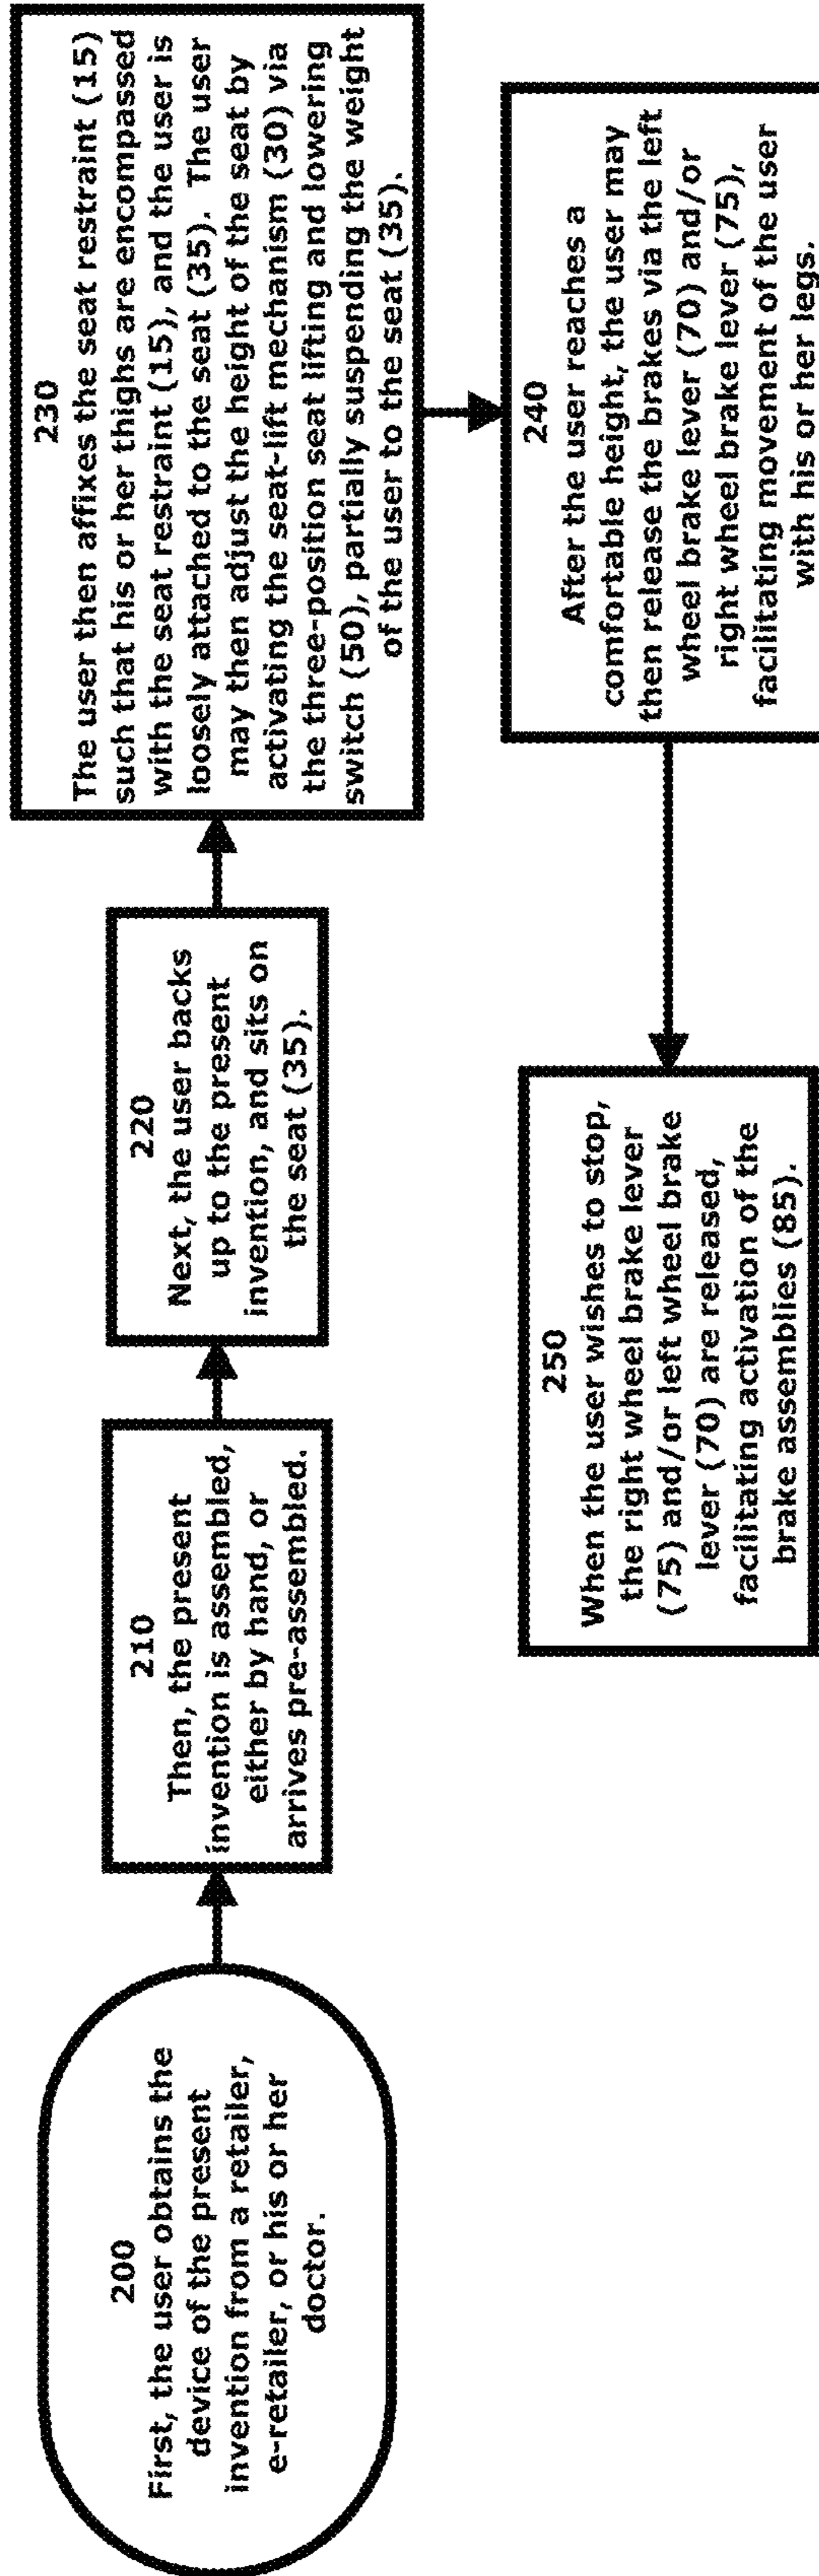 200
First, the user obtains the
device of the present
invention from a retailer,
e-retailer, or his or her
doctor.
210
Then, the present
invention is assembled,
either by hand, or
arrives pre-assembled.
220
Next, the user backs
up to the present
invention, and sits on
the seat (35).
230
The user then affixes the seat restraint (15)
such that his or her thighs are encompassed
with the seat restraint (15), and the user is
loosely attached to the seat (35). The user
may then adjust the height of the seat by
activating the seat-lift mechanism (30) via
the three-position seat lifting and lowering
switch (50), partially suspending the weight
of the user to the seat (35).
240
After the user reaches a
comfortable height, the user may
then release the brakes via the left
wheel brake lever (70) and/or
right wheel brake lever (75),
facilitating movement of the user
with his or her legs.
250
When the user wishes to stop,
the right wheel brake lever
(75) and/or left wheel brake
lever (70) are released,
facilitating activation of the
brake assemblies (85).